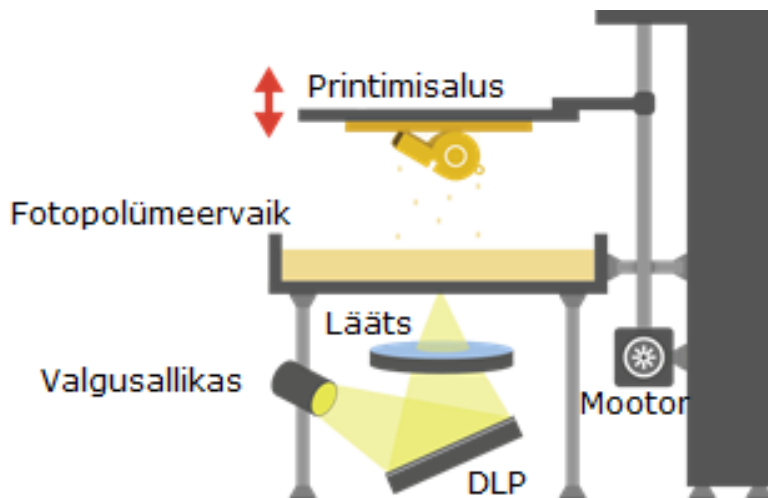 Printimisalus
Fotopolümeervaik
Lääts
Valgusallikas
Mootor
DLP